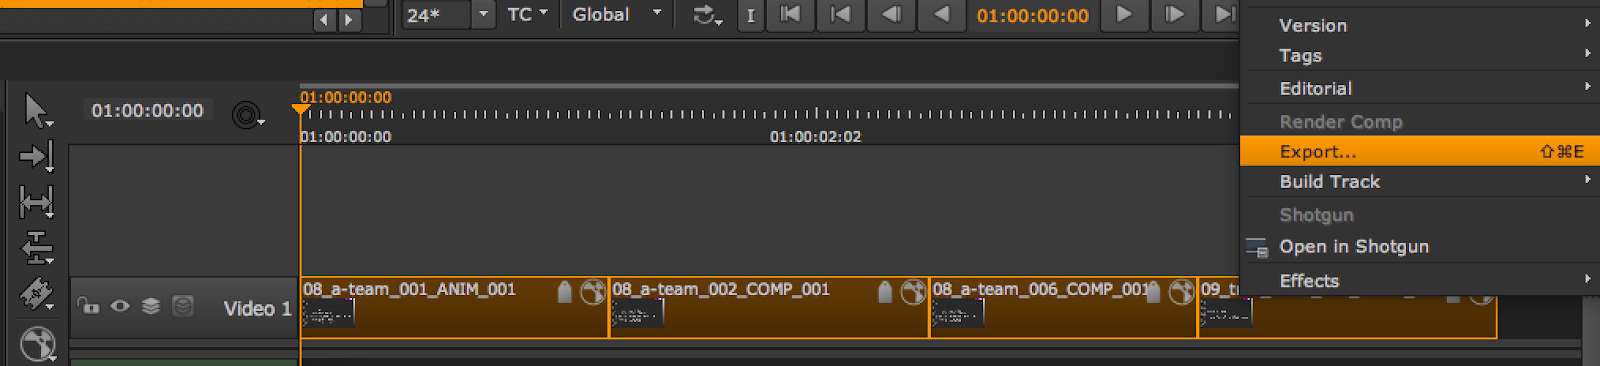 24* TC Global I 01:00:00:00
Version
Tags
Editorial
Render Comp
Export... ⇧⌘E
Build Track
Shotgun
Open in Shotgun
Effects
01:00:00:00
01:00:00:00
01:00:00:00 01:00:02:02
Video 1
08_a-team_001_ANIM_001 08_a-team_002_COMP_001 08_a-team_006_COMP_001 09_tr